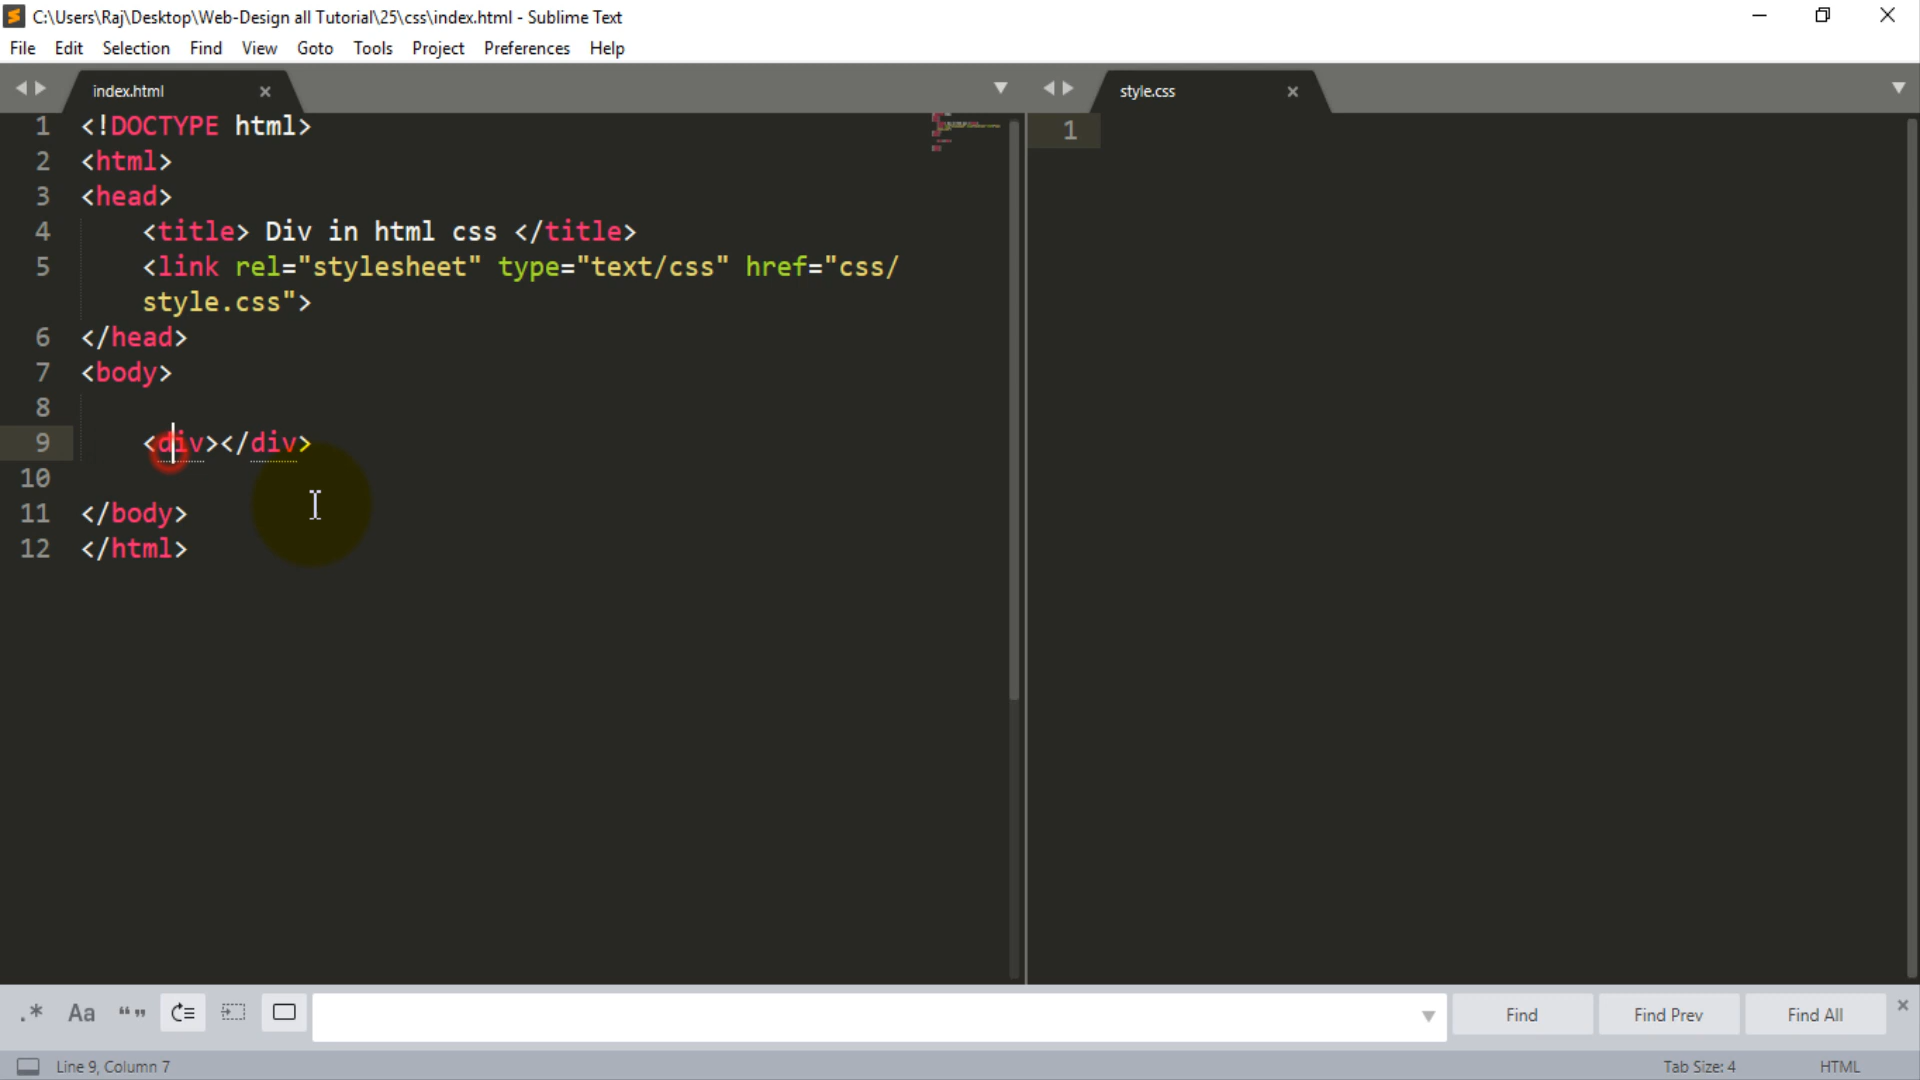 C:\Users\Raj\Desktop\Web-Design all Tutorial\25\css\index.html - Sublime Text
File Edit Selection Find View Goto Tools Project Preferences Help
index.html
style.css
1 <!DOCTYPE html>
2 <html>
3 <head>
4 <title> Div in html css </title>
5 <link rel="stylesheet" type="text/css" href="css/
style.css">
6 </head>
7 <body>
8
9 <div></div>
10
11 </body>
12 </html>
1
.* Aa “”
Find Find Prev Find All
Line 9, Column 7
Tab Size: 4 HTML